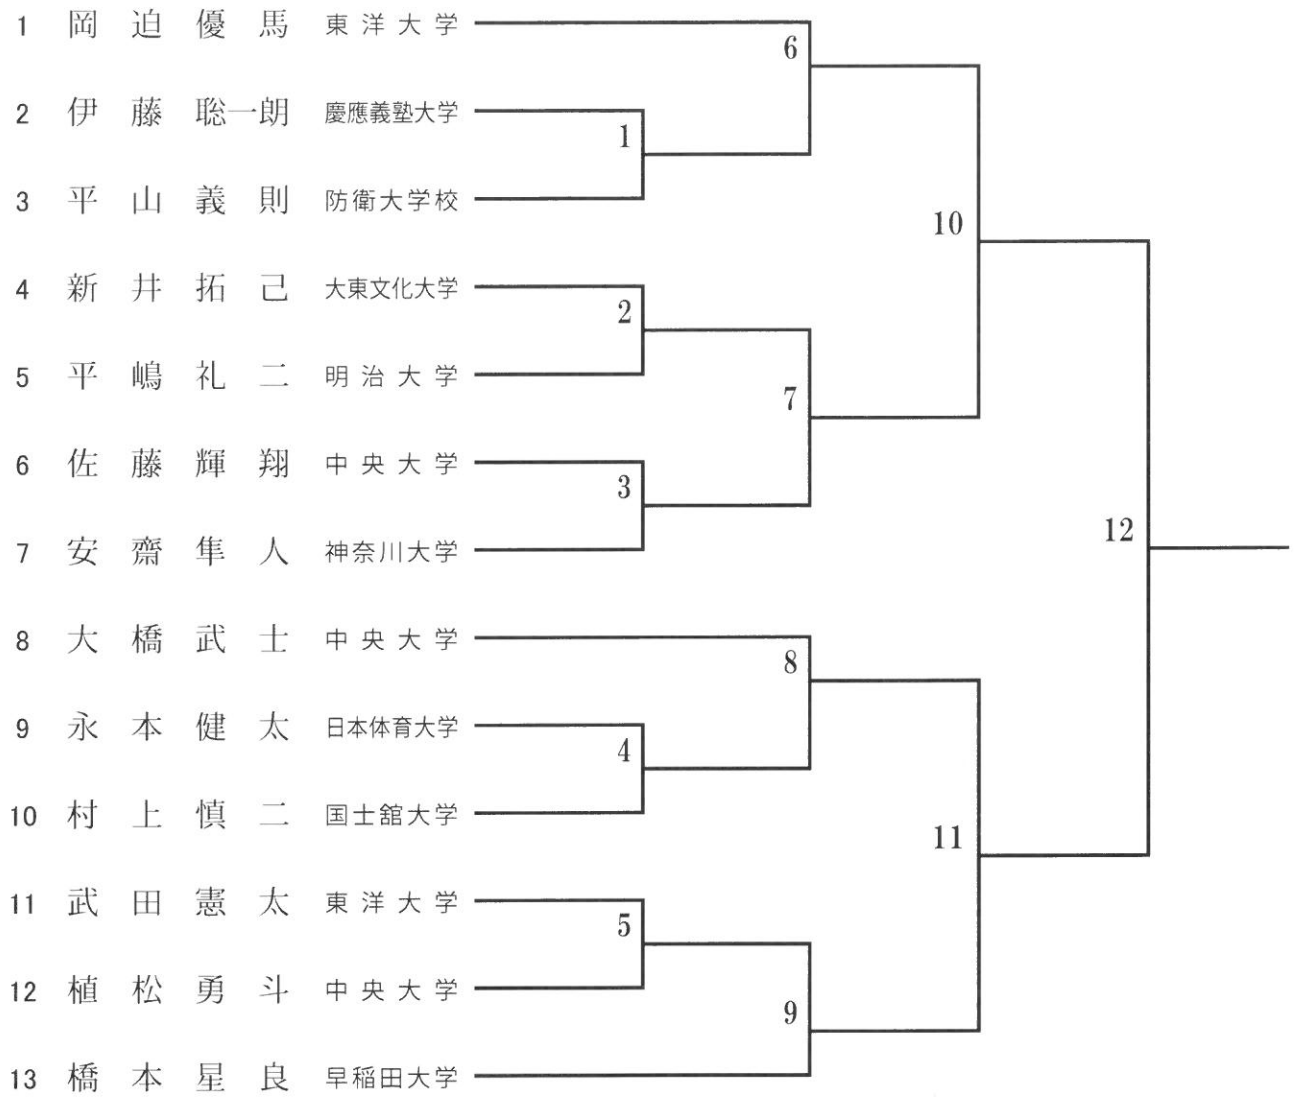 1 岡迫優馬 東洋大学
6
2 伊藤聡一朗 慶應義塾大学
1
3 平山義則 防衛大学校
10
4 新井拓己 大東文化大学
2
5 平嶋礼二 明治大学
7
6 佐藤輝翔 中央大学
3
7 安齋隼人 神奈川大学
12
8 大橋武士 中央大学
8
9 永本健太 日本体育大学
4
10 村上慎二 国士舘大学
11
11 武田憲太 東洋大学
5
12 植松勇斗 中央大学
9
13 橋本星良 早稲田大学